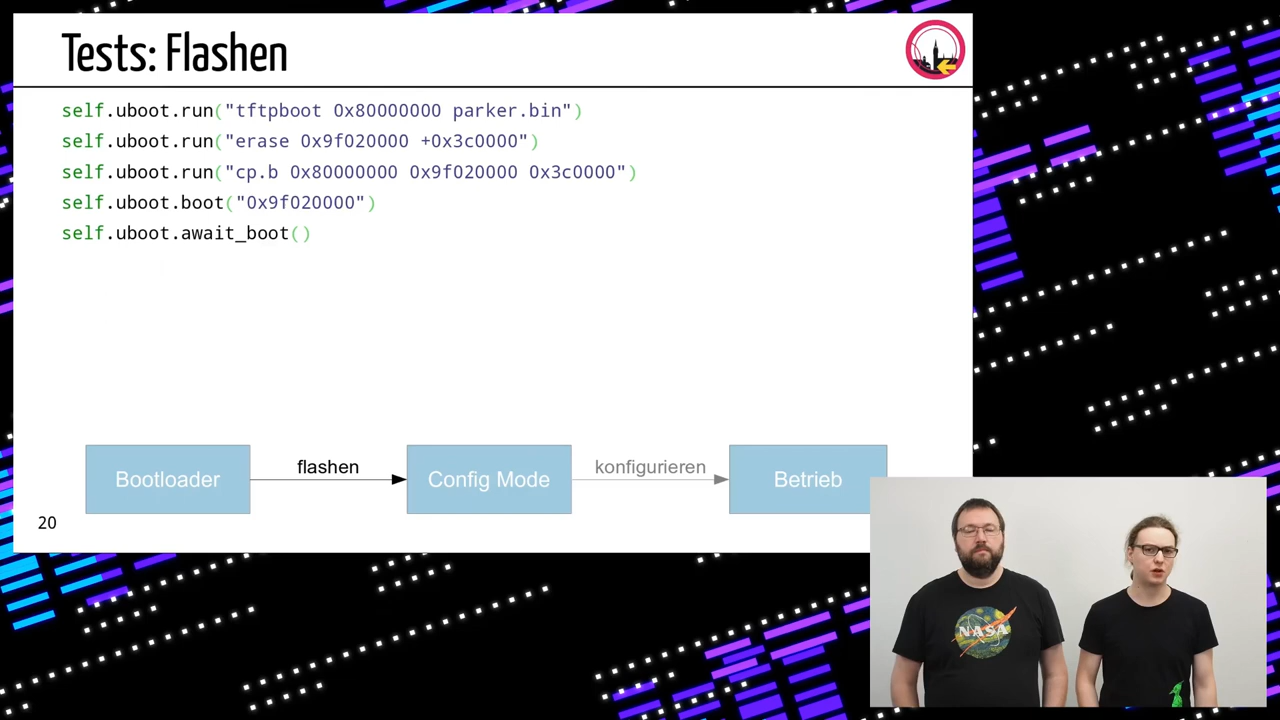 Tests: Flashen
self.uboot.run("tftpboot 0x80000000 parker.bin")
self.uboot.run("erase 0x9f020000 +0x3c0000")
self.uboot.run("cp.b 0x80000000 0x9f020000 0x3c0000")
self.uboot.boot("0x9f020000")
self.uboot.await_boot()
Bootloader
flashen
Config Mode
konfigurieren
Betrieb
20
NASA